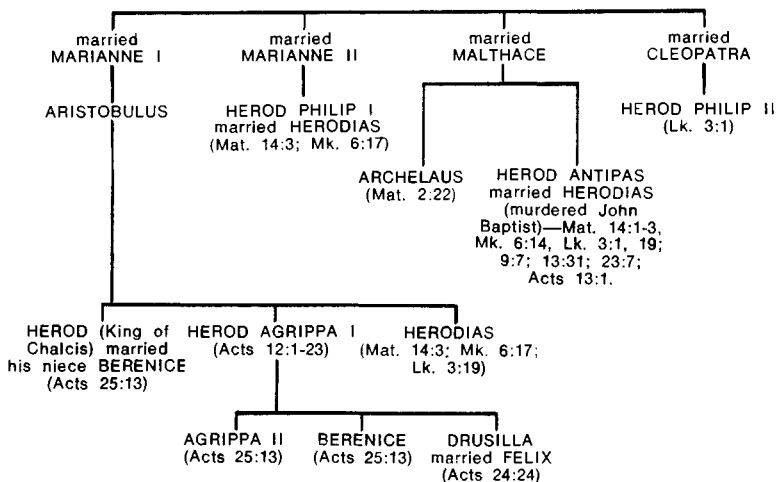 married
MARIANNE I
married
MARIANNE II
married
MALTHACE
married
CLEOPATRA
ARISTOBULUS
HEROD PHILIP I
married HERODIAS
(Mat. 14:3; Mk. 6:17)
HEROD PHILIP II
(Lk. 3:1)
ARCHELAUS
(Mat. 2:22)
HEROD ANTIPAS
married HERODIAS
(murdered John
Baptist)—Mat. 14:1-3,
Mk. 6:14, Lk. 3:1, 19;
9:7; 13:31; 23:7;
Acts 13:1.
HEROD (King of
Chalcis) married
his niece BERENICE
(Acts 25:13)
HEROD AGRIPPA I
(Acts 12:1-23)
HERODIAS
(Mat. 14:3; Mk. 6:17;
Lk. 3:19)
AGRIPPA II
(Acts 25:13)
BERENICE
(Acts 25:13)
DRUSILLA
married FELIX
(Acts 24:24)